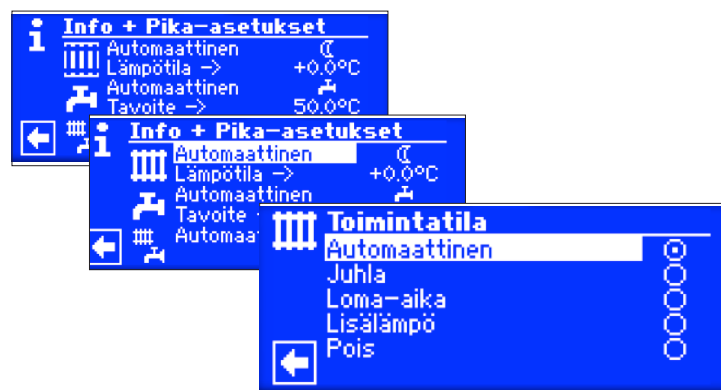 Info + Pika-asetukset
Automaattinen
Lämpötila -> +0.0°C
Automaattinen
Tavoite -> 50.0°C
Info + Pika-asetukset
Automaattinen
Lämpötila -> +0.0°C
Automaattinen
Tavoite
Automaa
Toimintatila
Automaattinen
Juhla
Loma-aika
Lisälämpö
Pois